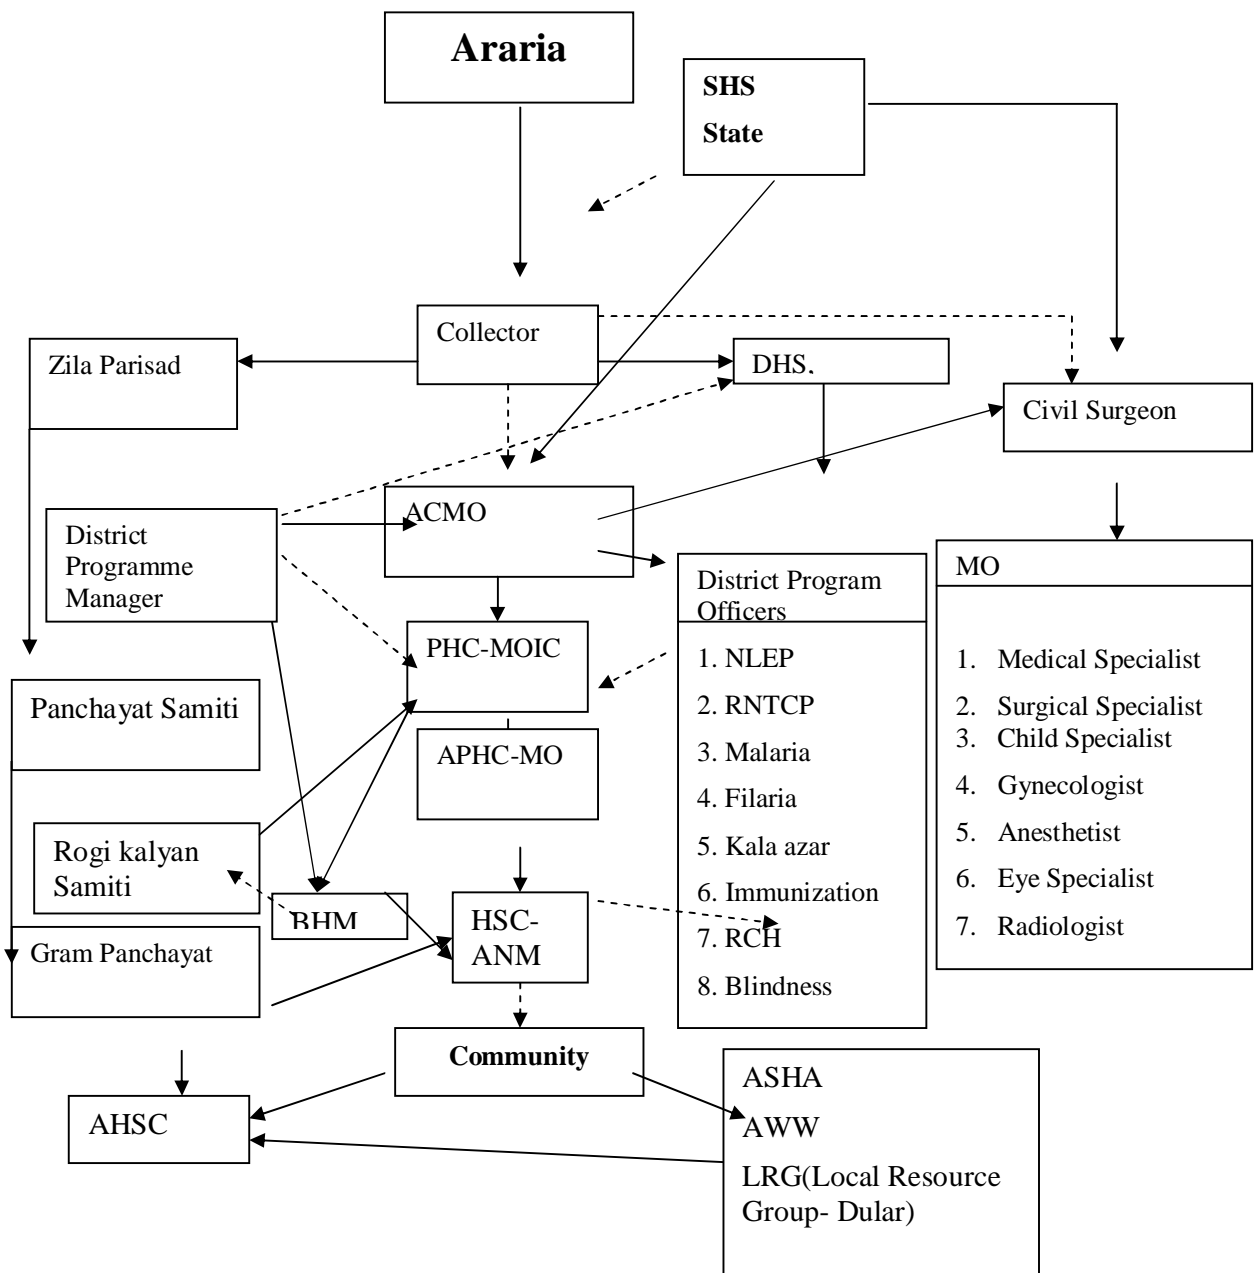 Araria
SHS
State
Collector
Zila Parisad
DHS.
Civil Surgeon
ACMO
District
Programme
Manager
MO
District Program
Officers
PHC-MOIC
1. NLEP
1. Medical Specialist
Panchayat Samiti
2. RNTCP
2. Surgical Specialist
3. Child Specialist
APHC-MO
3. Malaria
4. Filaria
4. Gynecologist
5. Kala azar
5. Anesthetist
Rogi kalyan
Samiti
6. Immunization
6. Eye Specialist
BHM
HSC-
ANM
7. RCH
7. Radiologist
Gram Panchayat
8. Blindness
Community
ASHA
AHSC
AWW
LRG(Local Resource
Group- Dular)